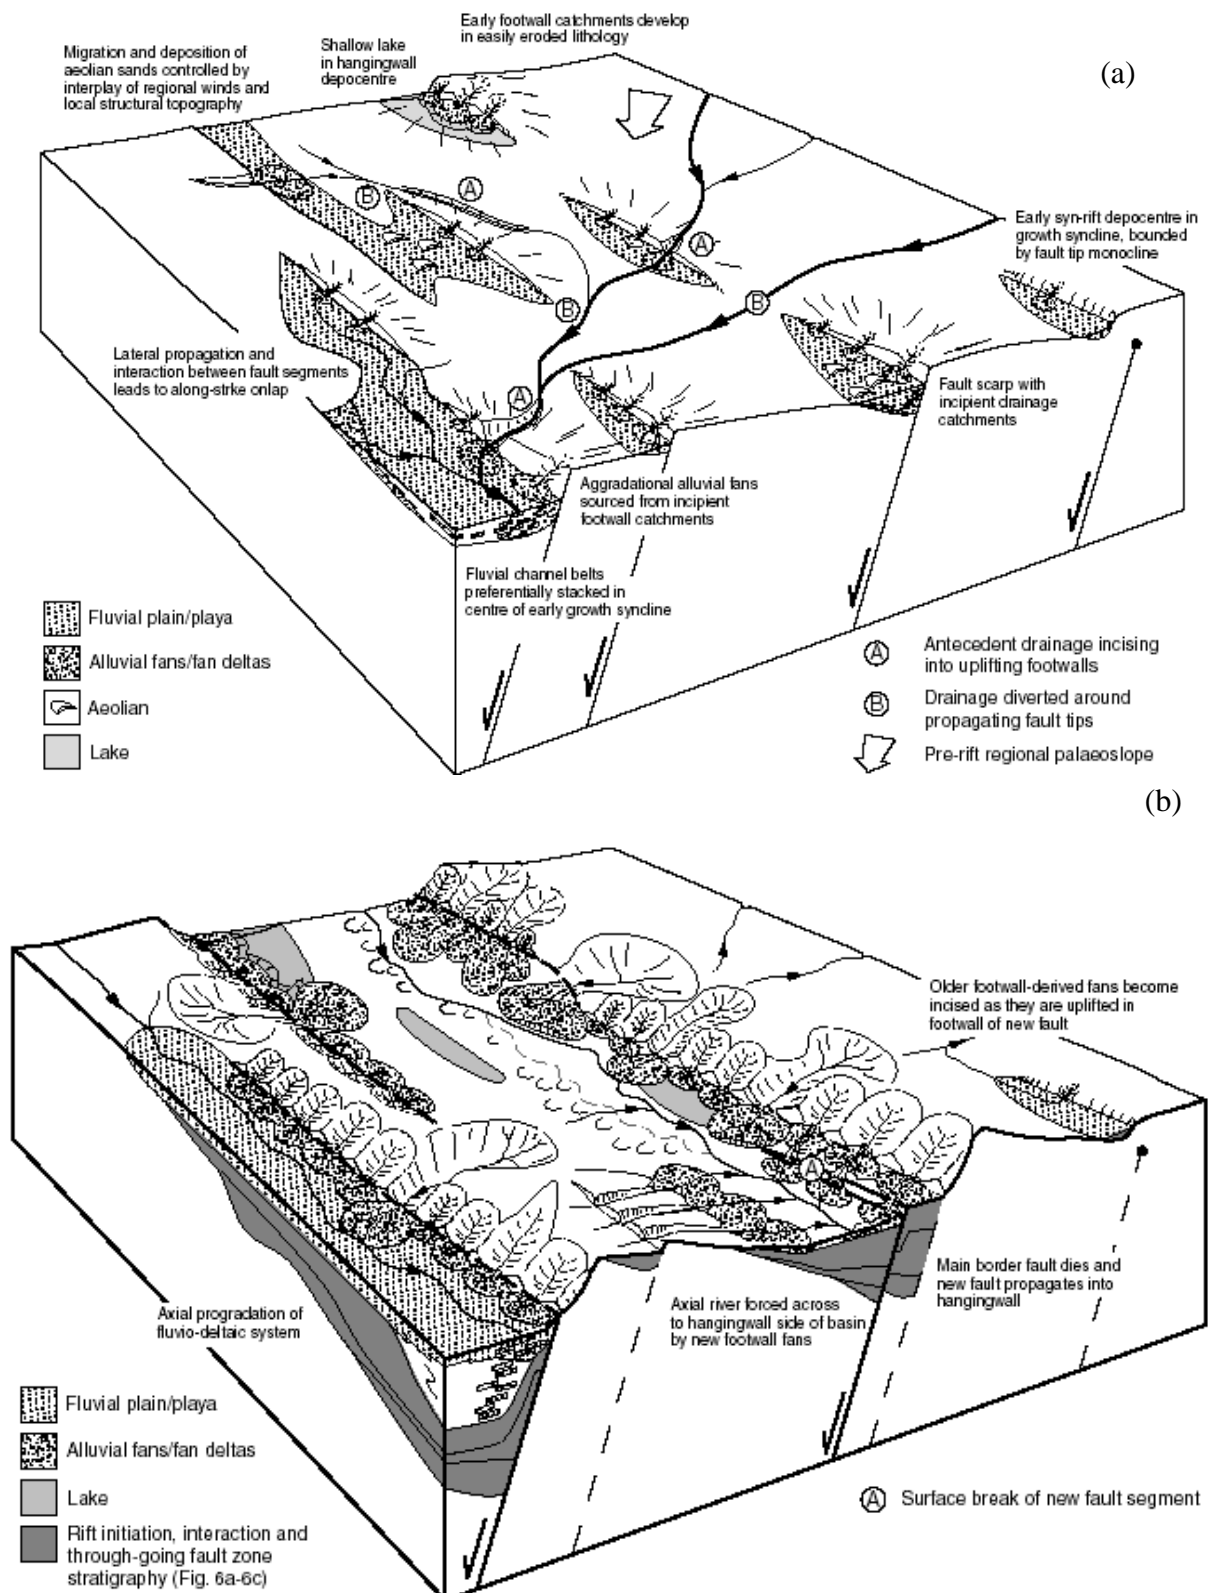 Early footwall catchments develop
in easily eroded lithology
Migration and deposition of
aeolian sands controlled by
interplay of regional winds and
local structural topography
Shallow lake
in hangingwall
depocentre
(a)
A
B
A
B
B
A
Early syn-rift depocentre in
growth syncline, bounded
by fault tip monocline
Lateral propagation and
interaction between fault segments
leads to along-strke onlap
Fault scarp with
incipient drainage
catchments
Aggradational alluvial fans
sourced from incipient
footwall catchments
Fluvial channel belts
preferentially stacked in
centre of early growth syncline
Fluvial plain/playa
Alluvial fans/fan deltas
Aeolian
Lake
A Antecedent drainage incising
into uplifting footwalls
B Drainage diverted around
propagating fault tips
Pre-rift regional palaeoslope
(b)
Older footwall-derived fans become
incised as they are uplifted in
footwall of new fault
A
Main border fault dies and
new fault propagates into
hangingwall
Axial river forced across
to hangingwall side of basin
by new footwall fans
Axial progradation of
fluvio-deltaic system
Fluvial plain/playa
Alluvial fans/fan deltas
Lake
Rift initiation, interaction and
through-going fault zone
stratigraphy (Fig. 6a-6c)
A Surface break of new fault segment